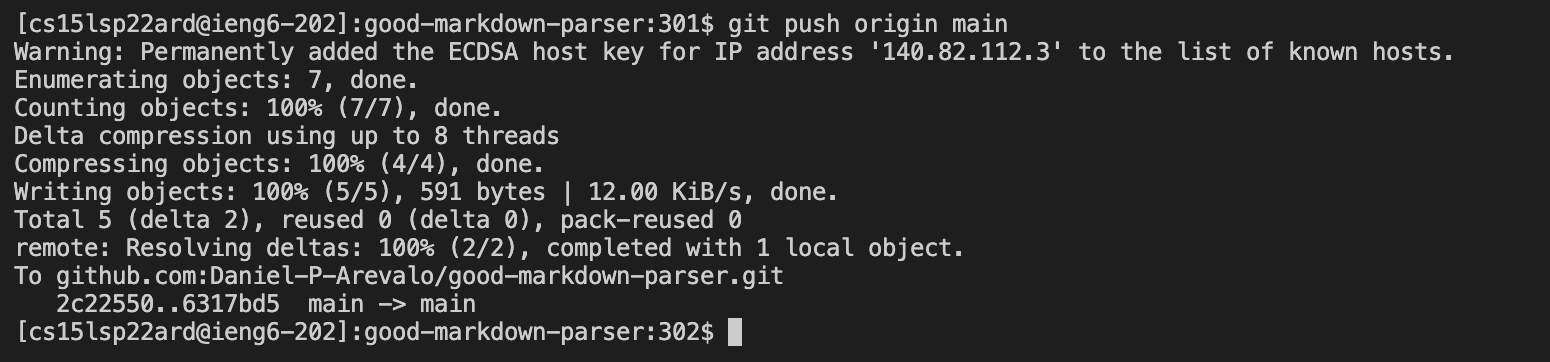 [cs15lsp22ard@ieng6-202]:good-markdown-parser:301$ git push origin main
Warning: Permanently added the ECDSA host key for IP address '140.82.112.3' to the list of known hosts.
Enumerating objects: 7, done.
Counting objects: 100% (7/7), done.
Delta compression using up to 8 threads
Compressing objects: 100% (4/4), done.
Writing objects: 100% (5/5), 591 bytes | 12.00 KiB/s, done.
Total 5 (delta 2), reused 0 (delta 0), pack-reused 0
remote: Resolving deltas: 100% (2/2), completed with 1 local object.
To github.com:Daniel-P-Arevalo/good-markdown-parser.git
   2c22550..6317bd5  main -> main
[cs15lsp22ard@ieng6-202]:good-markdown-parser:302$